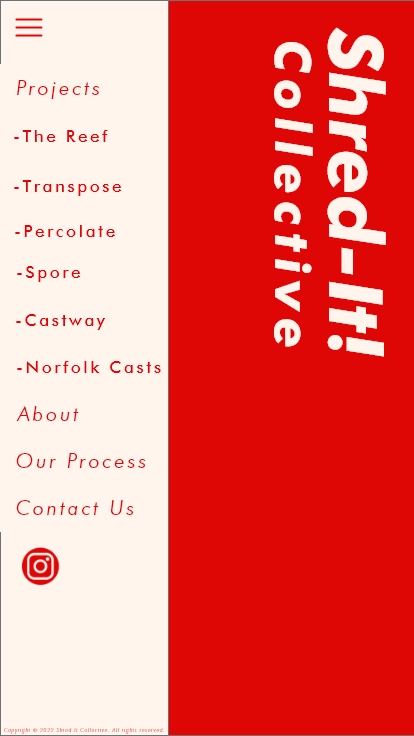 Projects
-The Reef
-Transpose
-Percolate
-Spore
-Castway
-Norfolk Casts
About
Our Process
Contact Us
Copyright © 2022 Shred-It Collective. All rights reserved.
Shred-It!
Collective